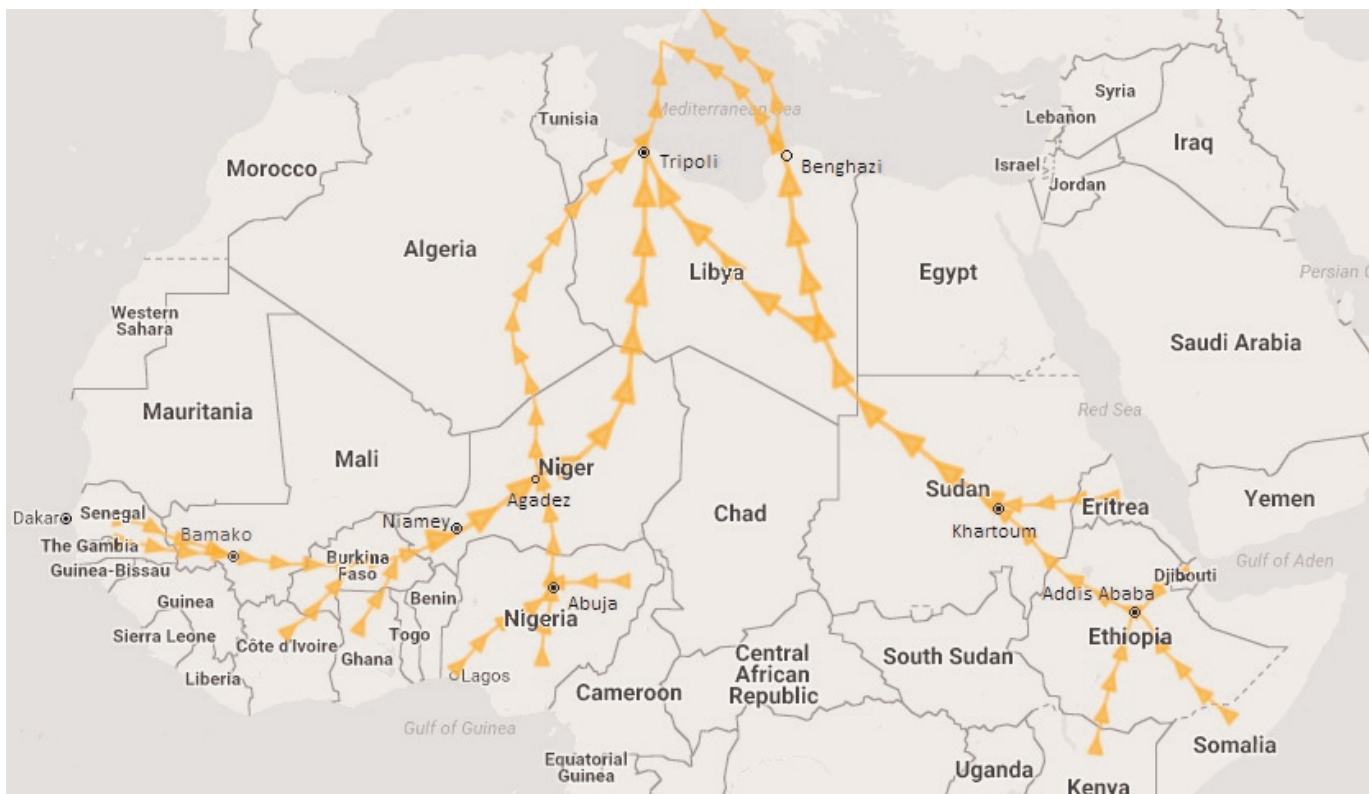 Syria
Mediterranean Sea
Tunisia
Lebanon
Iraq
Tripoli
Benghazi
Israel
Morocco
Jordan
Algeria
Libya
Egypt
Persian G
Western
Sahara
Saudi Arabia
Mauritania
Red Sea
Mali
Niger
Sudan
Agadez
Yemen
Dakar
Senegal
Niamey
Chad
Eritrea
Bamako
Khartoum
The Gambia
Burkina
Faso
Gulf of Aden
Guinea-Bissau
Djibouti
Guinea
Benin
Abuja
Addis Ababa
Nigeria
Sierra Leone
Togo
Côte d'Ivoire
Ghana
Ethiopia
Liberia
Lagos
Central
African
Republic
South Sudan
Cameroon
Gulf of Guinea
Somalia
Equatorial
Guinea
Uganda
Kenya